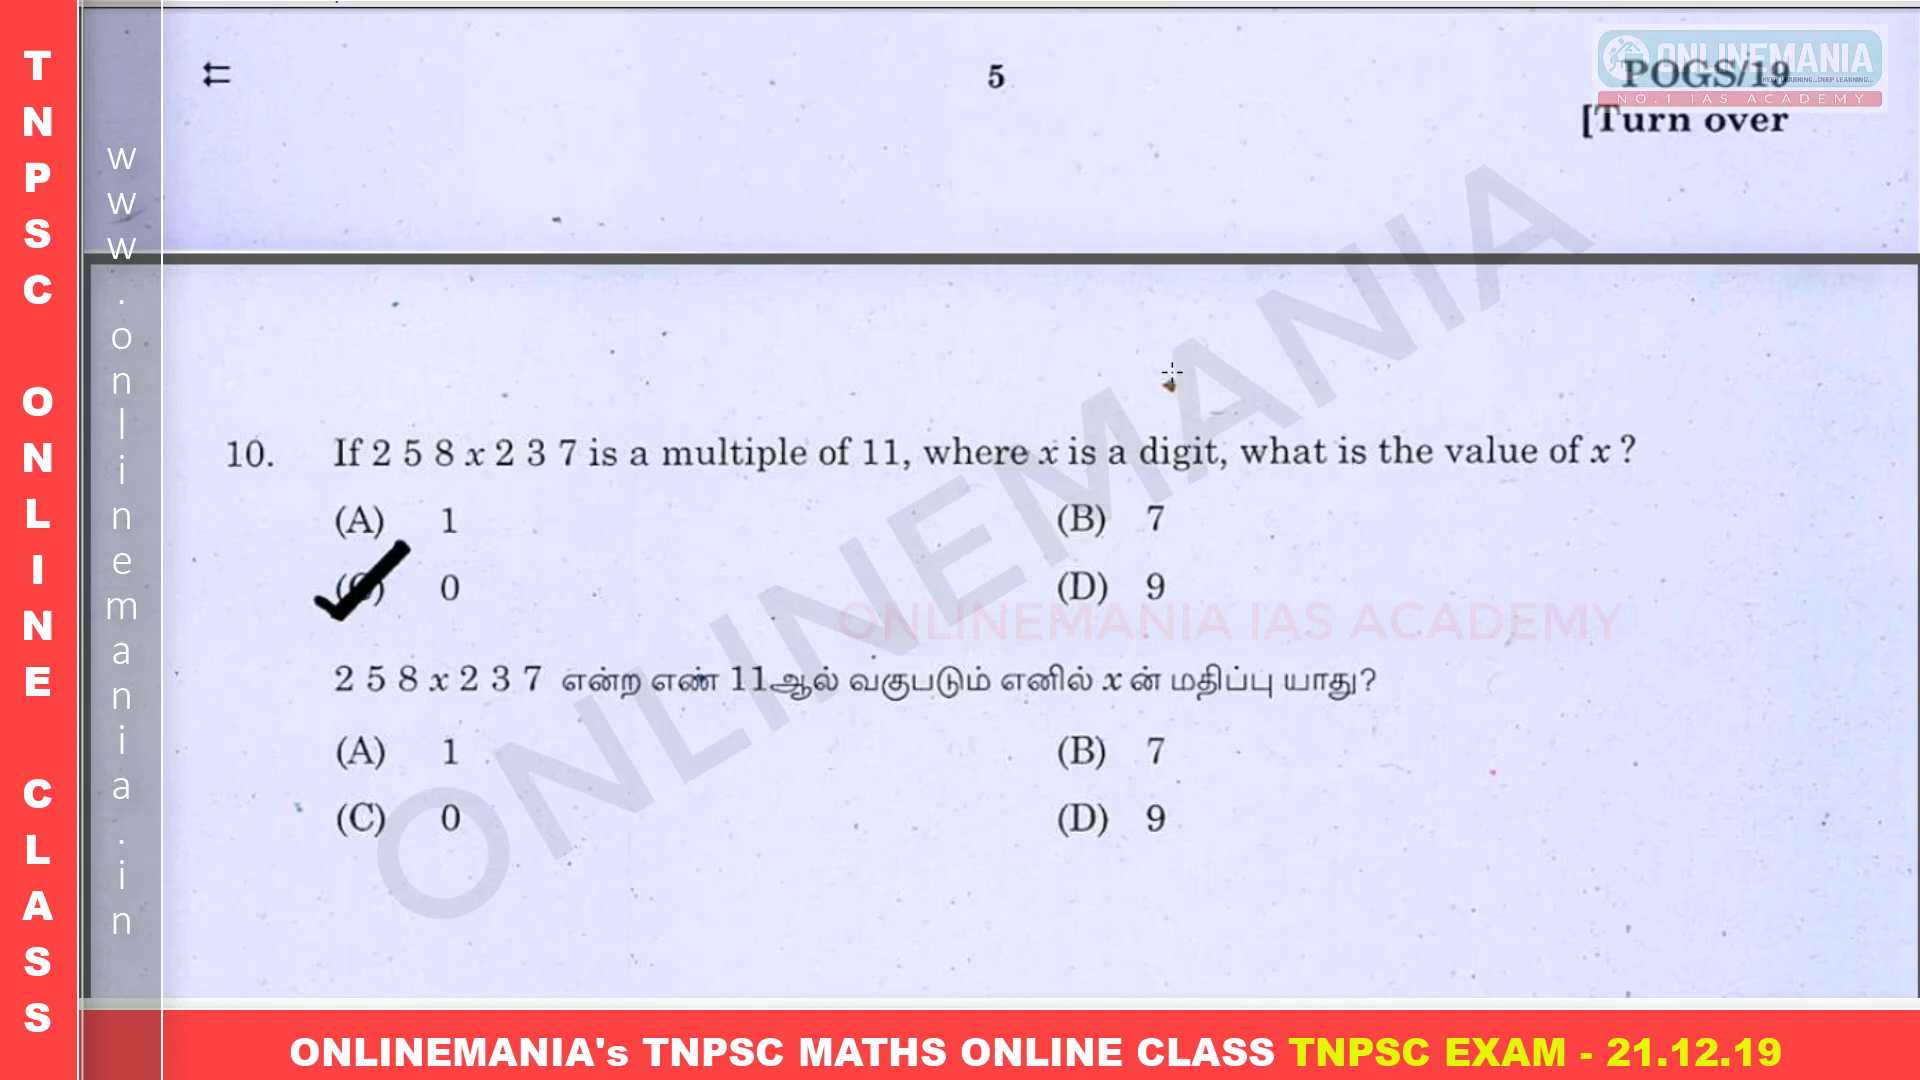 TNPSC ONLINE CLASS
www.onlinemania.in
5
POGS/19
[Turn over
ONLINEMANIA
NO.1 IAS ACADEMY
10. If 2 5 8 x 2 3 7 is a multiple of 11, where x is a digit, what is the value of x ?
(A) 1 (B) 7
(C) 0 (D) 9
2 5 8 x 2 3 7 என்ற எண் 11ஆல் வகுபடும் எனில் x ன் மதிப்பு யாது?
(A) 1 (B) 7
(C) 0 (D) 9
ONLINEMANIA
ONLINEMANIA IAS ACADEMY
ONLINEMANIA's TNPSC MATHS ONLINE CLASS TNPSC EXAM - 21.12.19